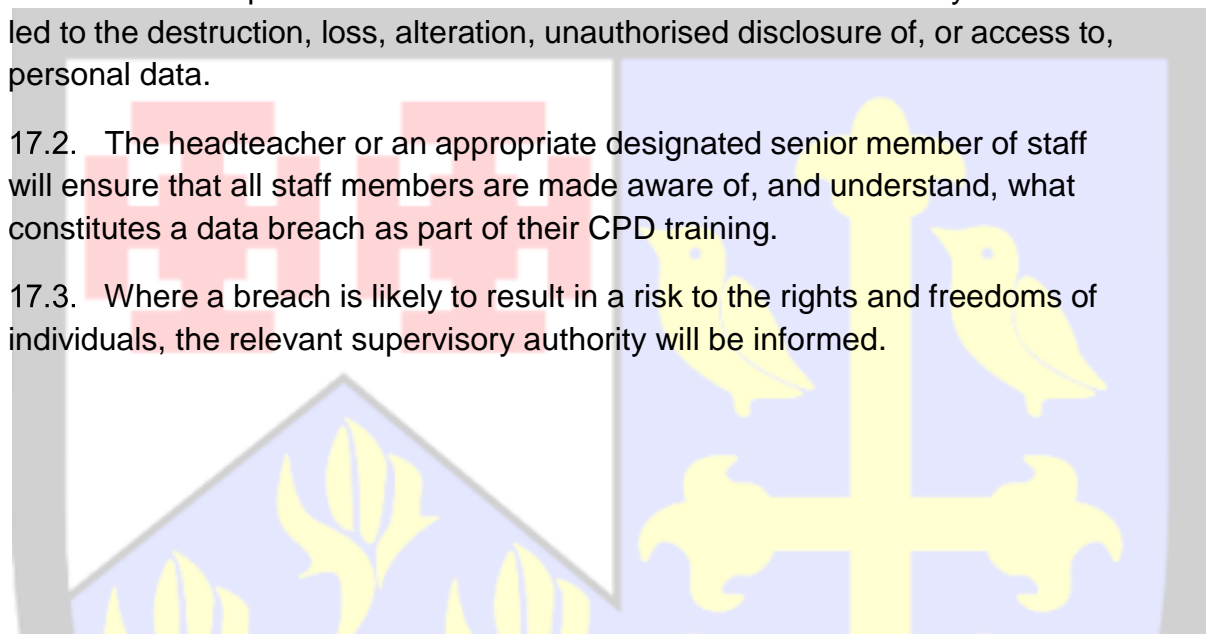 led to the destruction, loss, alteration, unauthorised disclosure of, or access to,
personal data.
17.2. The headteacher or an appropriate designated senior member of staff
will ensure that all staff members are made aware of, and understand, what
constitutes a data breach as part of their CPD training.
17.3. Where a breach is likely to result in a risk to the rights and freedoms of
individuals, the relevant supervisory authority will be informed.